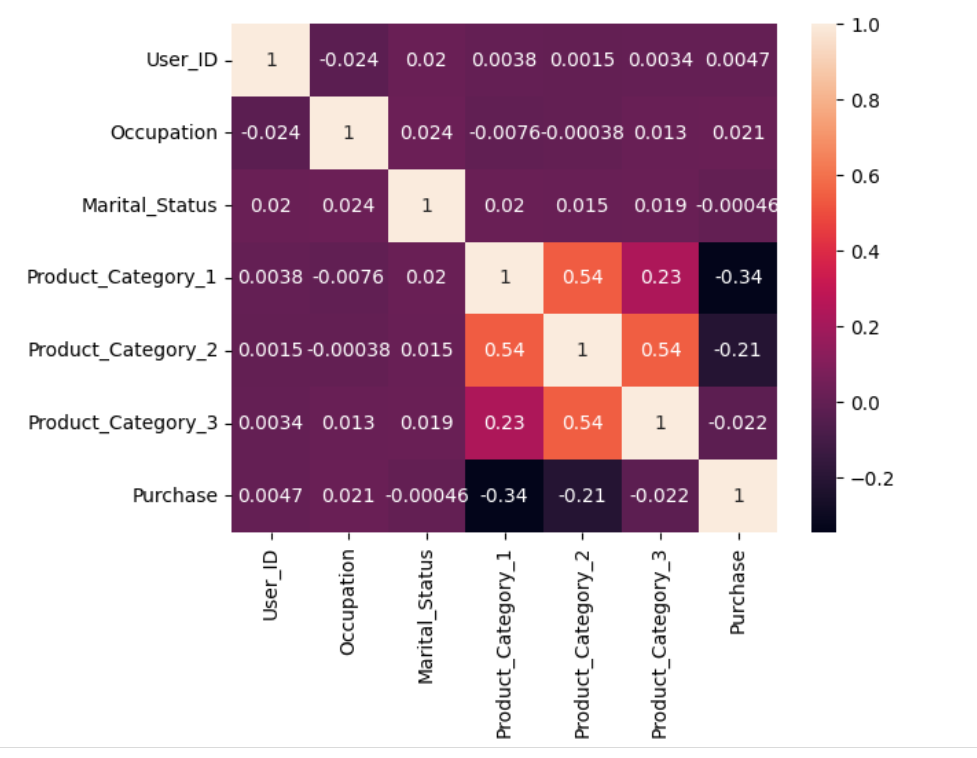 User_ID 1 -0.024 0.02 0.0038 0.0015 0.0034 0.0047
Occupation -0.024 1 0.024 -0.0076 -0.00038 0.013 0.021
Marital_Status 0.02 0.024 1 0.02 0.015 0.019 -0.00046
Product_Category_1 0.0038 -0.0076 0.02 1 0.54 0.23 -0.34
Product_Category_2 0.0015 -0.00038 0.015 0.54 1 0.54 -0.21
Product_Category_3 0.0034 0.013 0.019 0.23 0.54 1 -0.022
Purchase 0.0047 0.021 -0.00046 -0.34 -0.21 -0.022 1
User_ID
Occupation
Marital_Status
Product_Category_1
Product_Category_2
Product_Category_3
Purchase
1.0
0.8
0.6
0.4
0.2
0.0
−0.2